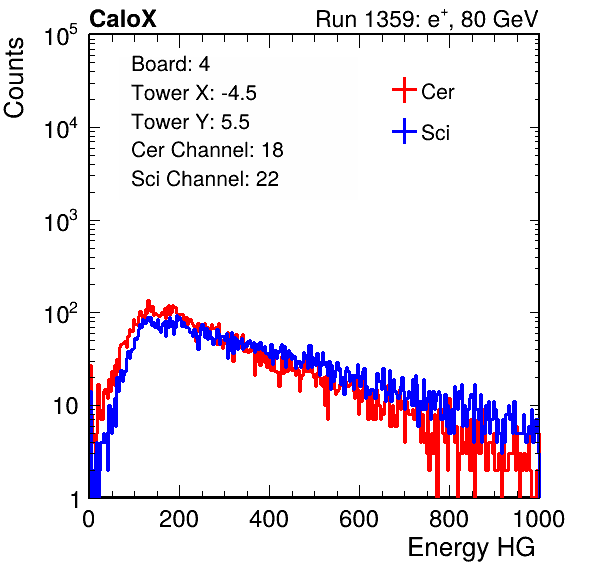 CaloX Run 1359: e⁺, 80 GeV
Counts
10⁵
10⁴
10³
10²
10
1
Board: 4
Tower X: -4.5
Tower Y: 5.5
Cer Channel: 18
Sci Channel: 22
Cer
Sci
0 200 400 600 800 1000
Energy HG